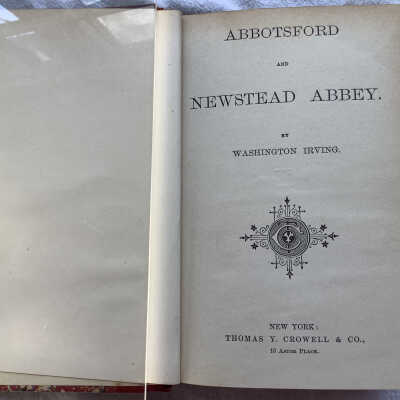 ABBOTSFORD
AND
NEWSTEAD ABBEY.
BY
WASHINGTON IRVING.
NEW YORK:
THOMAS Y. CROWELL & CO.,
13 ASTOR PLACE.